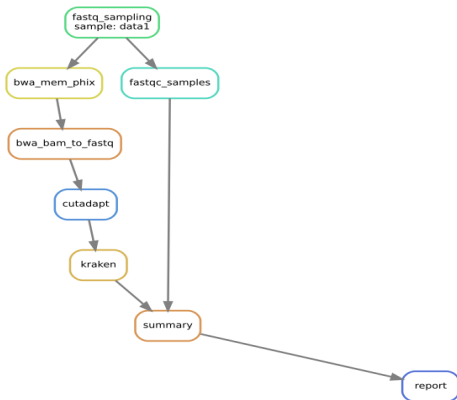 fastq_sampling
sample: data1
bwa_mem_phix
fastqc_samples
bwa_bam_to_fastq
cutadapt
kraken
summary
report